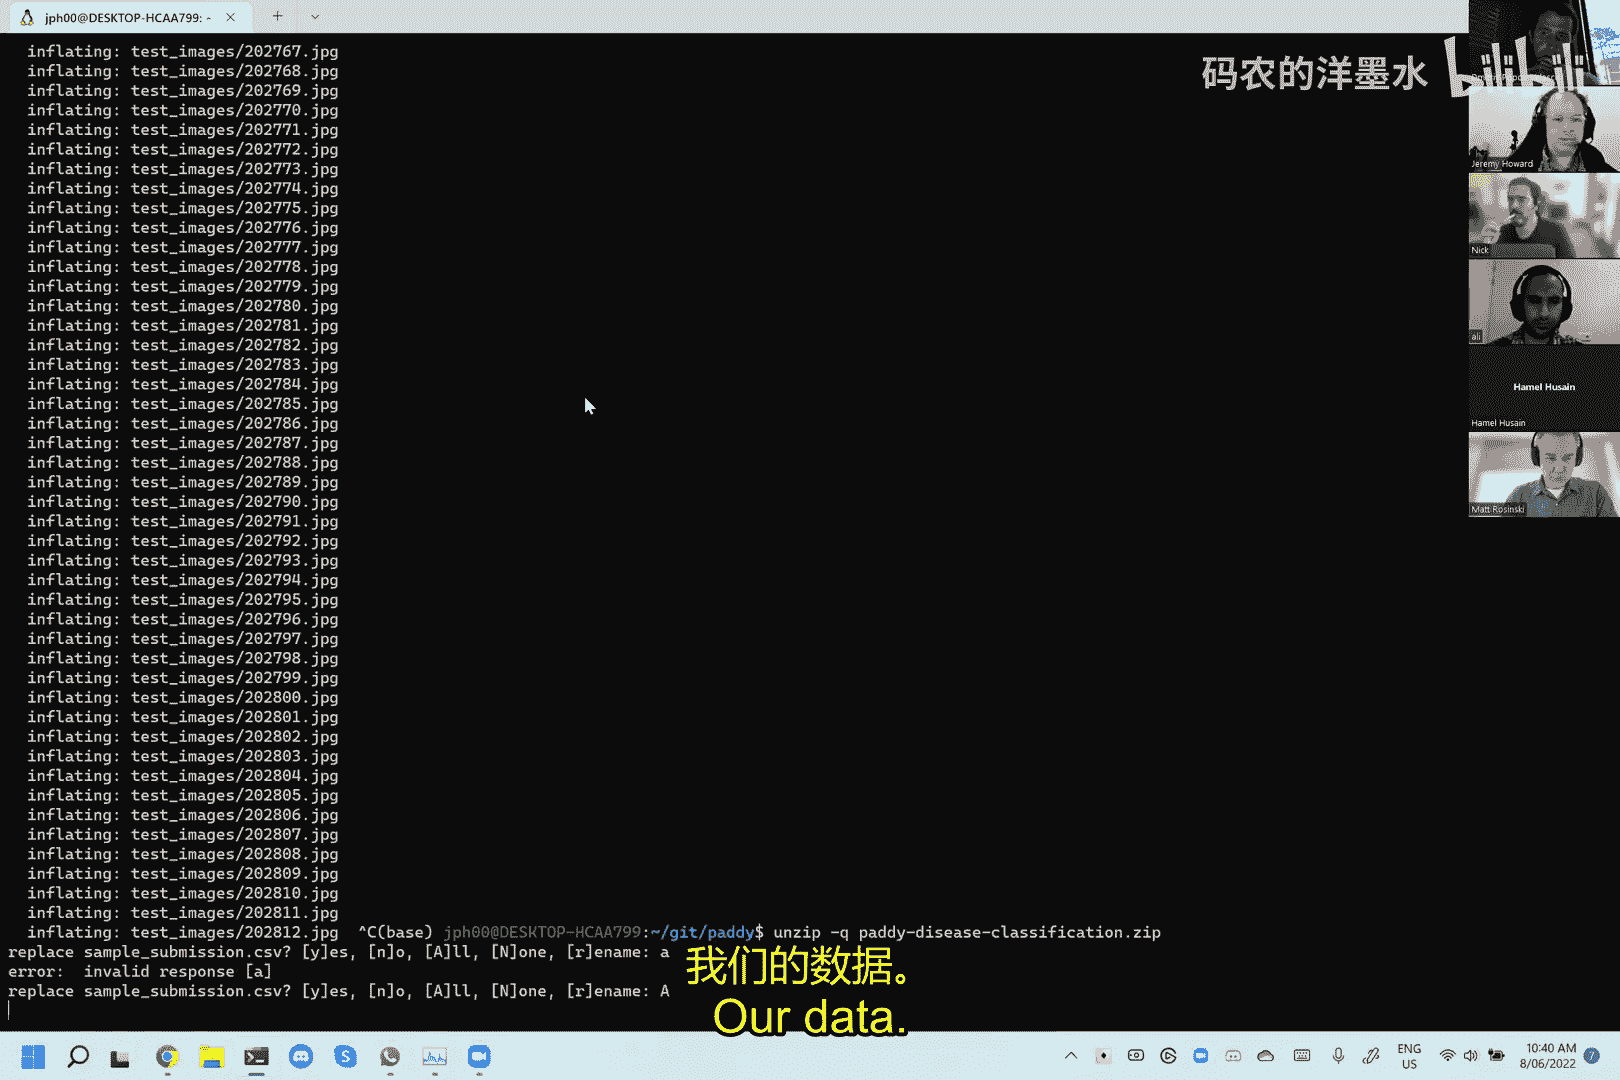 jph00@DESKTOP-HCAA799: ~
inflating: test_images/202767.jpg
inflating: test_images/202768.jpg
inflating: test_images/202769.jpg
inflating: test_images/202770.jpg
inflating: test_images/202771.jpg
inflating: test_images/202772.jpg
inflating: test_images/202773.jpg
inflating: test_images/202774.jpg
inflating: test_images/202775.jpg
inflating: test_images/202776.jpg
inflating: test_images/202777.jpg
inflating: test_images/202778.jpg
inflating: test_images/202779.jpg
inflating: test_images/202780.jpg
inflating: test_images/202781.jpg
inflating: test_images/202782.jpg
inflating: test_images/202783.jpg
inflating: test_images/202784.jpg
inflating: test_images/202785.jpg
inflating: test_images/202786.jpg
inflating: test_images/202787.jpg
inflating: test_images/202788.jpg
inflating: test_images/202789.jpg
inflating: test_images/202790.jpg
inflating: test_images/202791.jpg
inflating: test_images/202792.jpg
inflating: test_images/202793.jpg
inflating: test_images/202794.jpg
inflating: test_images/202795.jpg
inflating: test_images/202796.jpg
inflating: test_images/202797.jpg
inflating: test_images/202798.jpg
inflating: test_images/202799.jpg
inflating: test_images/202800.jpg
inflating: test_images/202801.jpg
inflating: test_images/202802.jpg
inflating: test_images/202803.jpg
inflating: test_images/202804.jpg
inflating: test_images/202805.jpg
inflating: test_images/202806.jpg
inflating: test_images/202807.jpg
inflating: test_images/202808.jpg
inflating: test_images/202809.jpg
inflating: test_images/202810.jpg
inflating: test_images/202811.jpg
inflating: test_images/202812.jpg  ^C(base) jph00@DESKTOP-HCAA799:~/git/paddy$ unzip -q paddy-disease-classification.zip
replace sample_submission.csv? [y]es, [n]o, [A]ll, [N]one, [r]ename: a
error:  invalid response [a]
replace sample_submission.csv? [y]es, [n]o, [A]ll, [N]one, [r]ename: A
码农的洋墨水 bilibili
Jeremy Howard
Nick
ali
Hamel Husain
Hamel Husain
Matt Rosinski
我们的数据。
Our data.
ENG
US
10:40 AM
8/06/2022
7